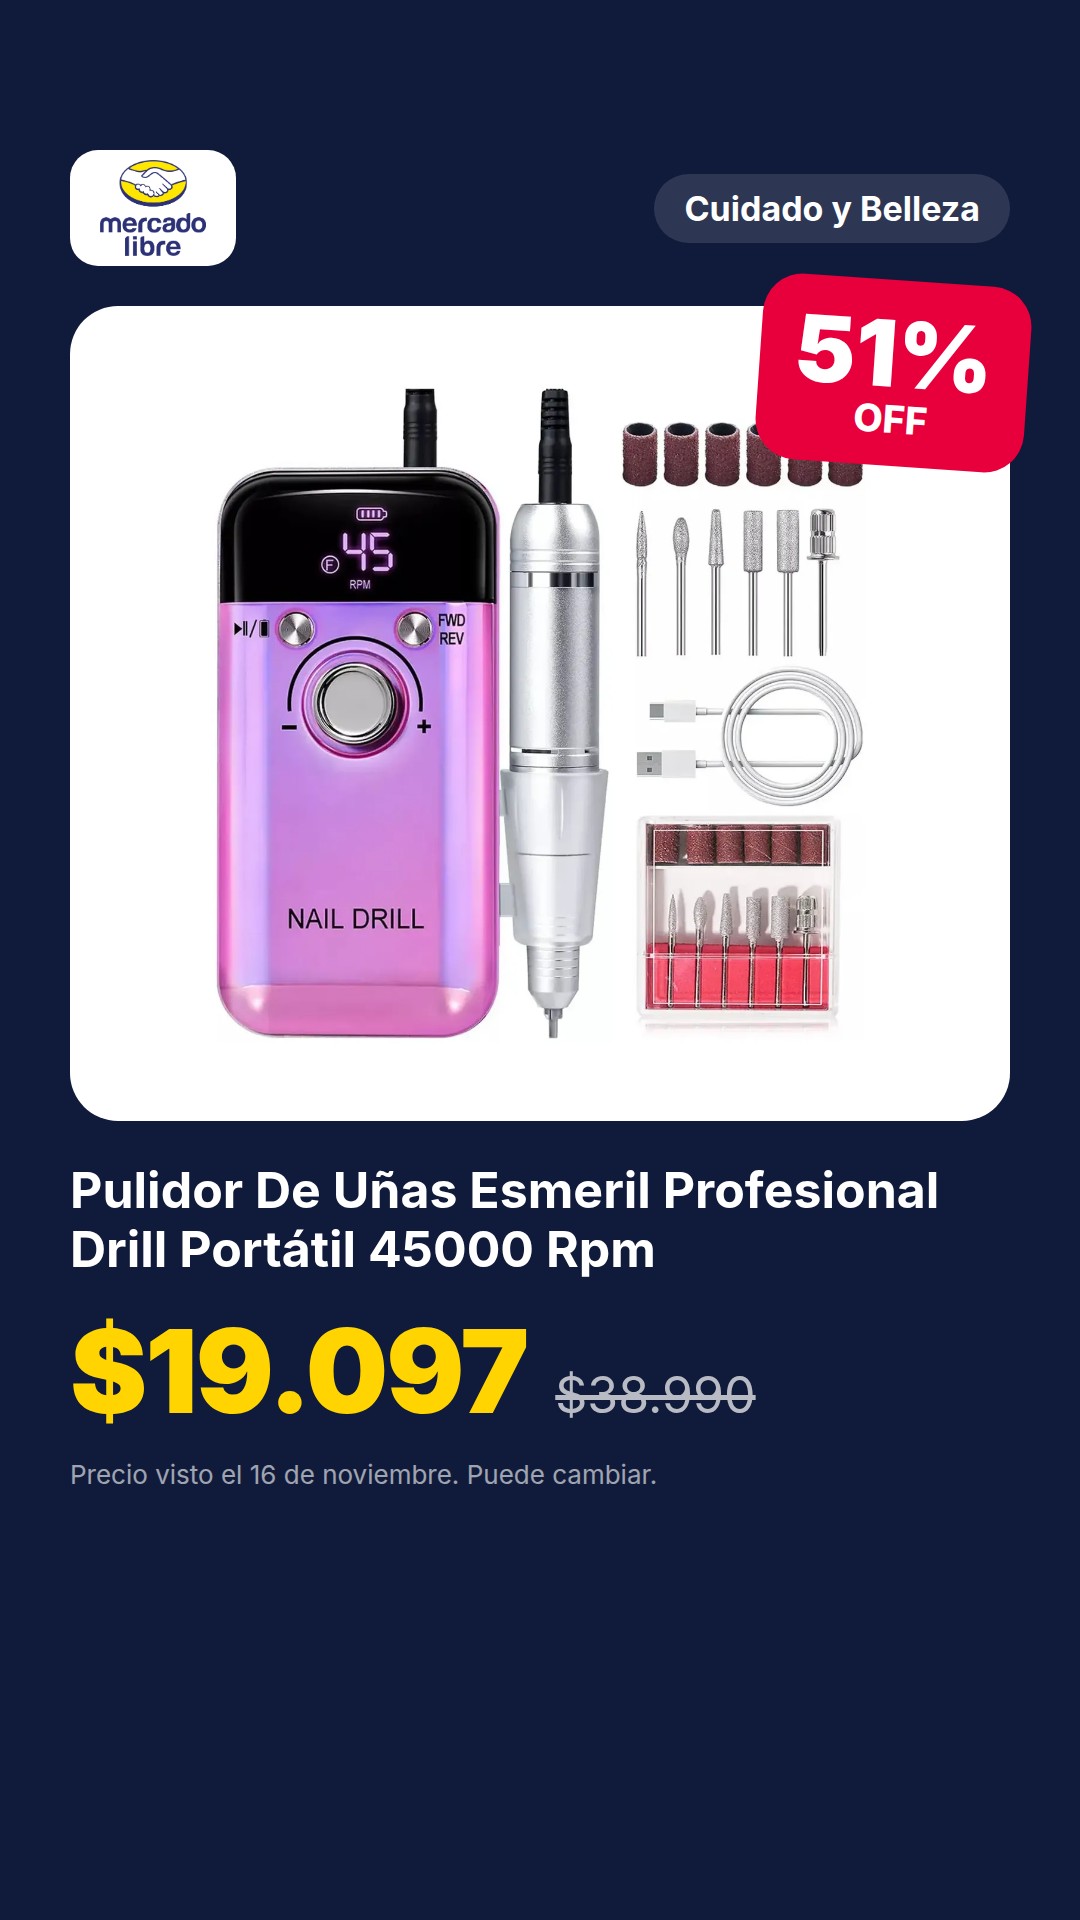 mercado
libre
Cuidado y Belleza
51%
OFF
45
F
RPM
FWD
REV
- +
NAIL DRILL
Pulidor De Uñas Esmeril Profesional
Drill Portátil 45000 Rpm
$19.097 $38.990
Precio visto el 16 de noviembre. Puede cambiar.